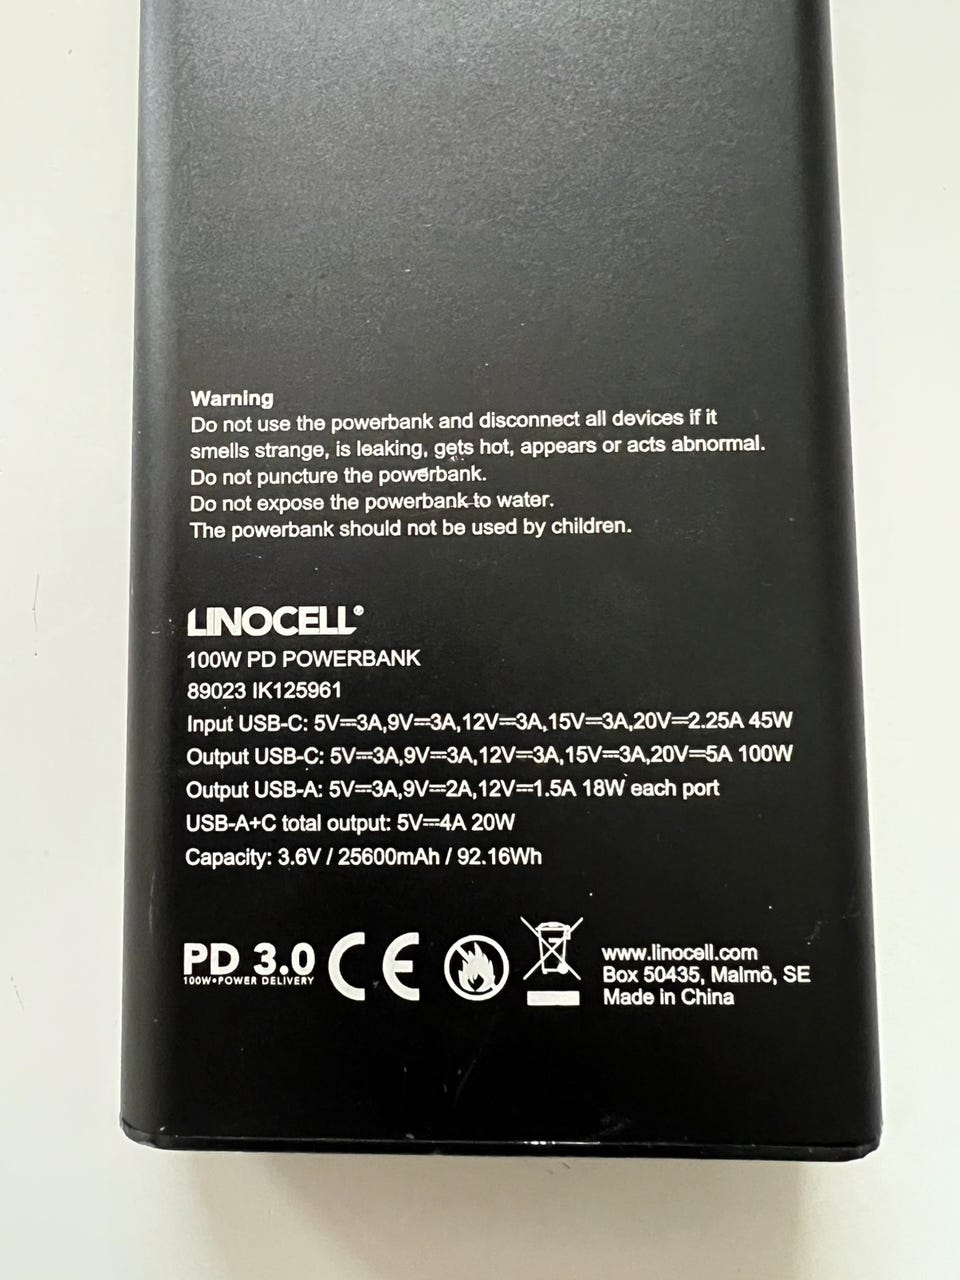 Warning
Do not use the powerbank and disconnect all devices if it
smells strange, is leaking, gets hot, appears or acts abnormal.
Do not puncture the powerbank.
Do not expose the powerbank to water.
The powerbank should not be used by children.
LINOCELL®
100W PD POWERBANK
89023 IK125961
Input USB-C: 5V⎓3A,9V⎓3A,12V⎓3A,15V⎓3A,20V⎓2.25A 45W
Output USB-C: 5V⎓3A,9V⎓3A,12V⎓3A,15V⎓3A,20V⎓5A 100W
Output USB-A: 5V⎓3A,9V⎓2A,12V⎓1.5A 18W each port
USB-A+C total output: 5V⎓4A 20W
Capacity: 3.6V / 25600mAh / 92.16Wh
PD 3.0
100W•POWER DELIVERY
CE
www.linocell.com
Box 50435, Malmö, SE
Made in China